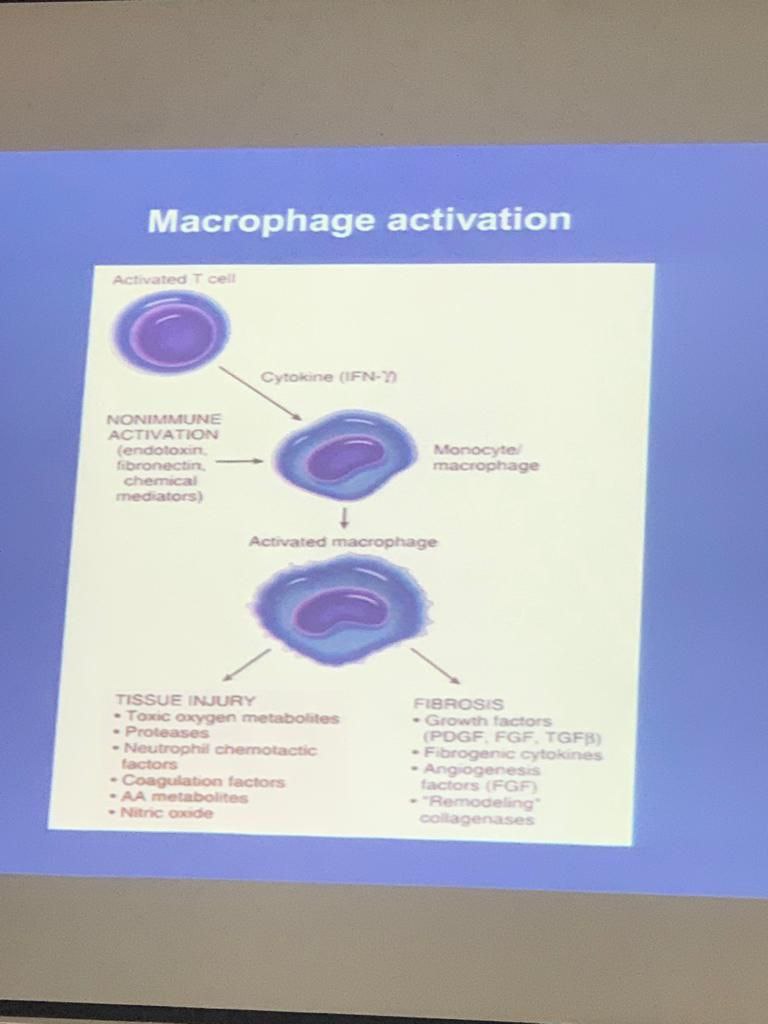 Macrophage activation
Activated T cell
Cytokine (IFN-γ)
NONIMMUNE
ACTIVATION
(endotoxin,
fibronectin,
chemical
mediators)
Monocyte/
macrophage
Activated macrophage
TISSUE INJURY
• Toxic oxygen metabolites
• Proteases
• Neutrophil chemotactic
factors
• Coagulation factors
• AA metabolites
• Nitric oxide
FIBROSIS
• Growth factors
(PDGF, FGF, TGFβ)
• Fibrogenic cytokines
• Angiogenesis
factors (FGF)
• "Remodeling"
collagenases